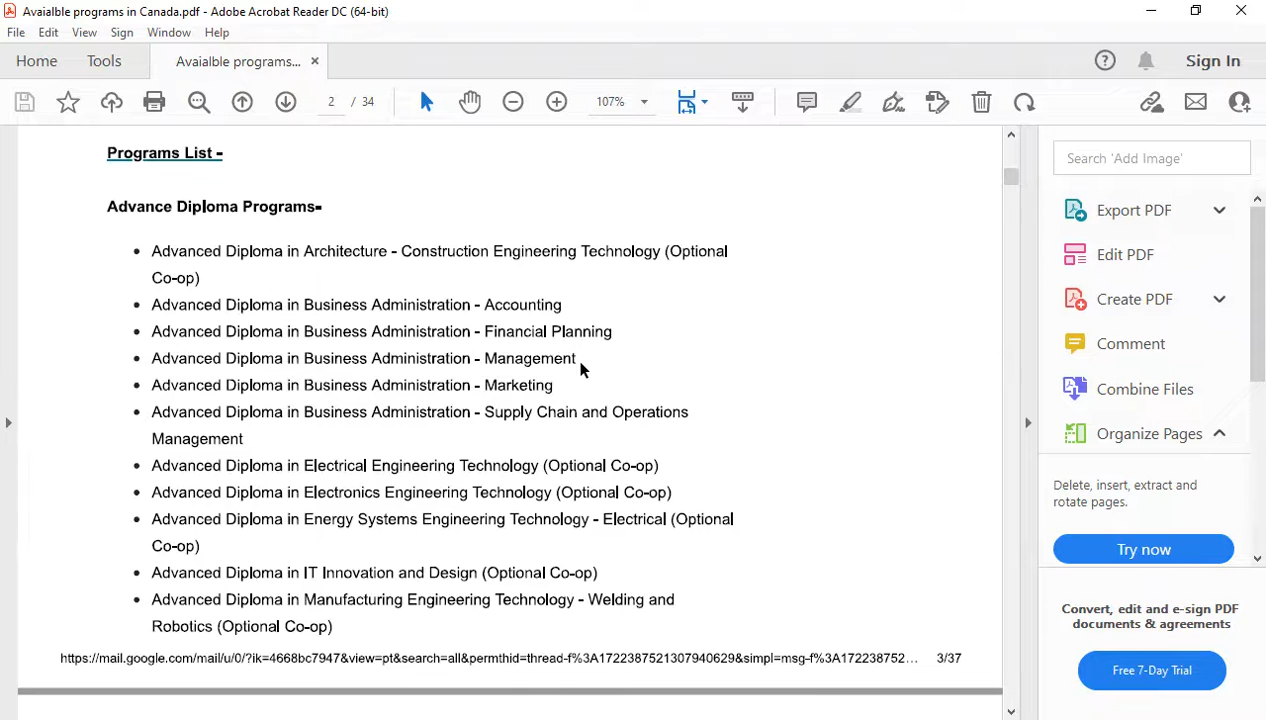 Avaialble programs in Canada.pdf - Adobe Acrobat Reader DC (64-bit)
File Edit View Sign Window Help
Home Tools Avaialble programs... × Sign In
2 / 34 107%
Programs List -
Advance Diploma Programs-
• Advanced Diploma in Architecture - Construction Engineering Technology (Optional
Co-op)
• Advanced Diploma in Business Administration - Accounting
• Advanced Diploma in Business Administration - Financial Planning
• Advanced Diploma in Business Administration - Management
• Advanced Diploma in Business Administration - Marketing
• Advanced Diploma in Business Administration - Supply Chain and Operations
Management
• Advanced Diploma in Electrical Engineering Technology (Optional Co-op)
• Advanced Diploma in Electronics Engineering Technology (Optional Co-op)
• Advanced Diploma in Energy Systems Engineering Technology - Electrical (Optional
Co-op)
• Advanced Diploma in IT Innovation and Design (Optional Co-op)
• Advanced Diploma in Manufacturing Engineering Technology - Welding and
Robotics (Optional Co-op)
https://mail.google.com/mail/u/0/?ik=4668bc7947&view=pt&search=all&permthid=thread-f%3A1722387521307940629&simpl=msg-f%3A172238752... 3/37
Search 'Add Image'
Export PDF
Edit PDF
Create PDF
Comment
Combine Files
Organize Pages
Delete, insert, extract and
rotate pages.
Try now
Convert, edit and e-sign PDF
documents & agreements
Free 7-Day Trial